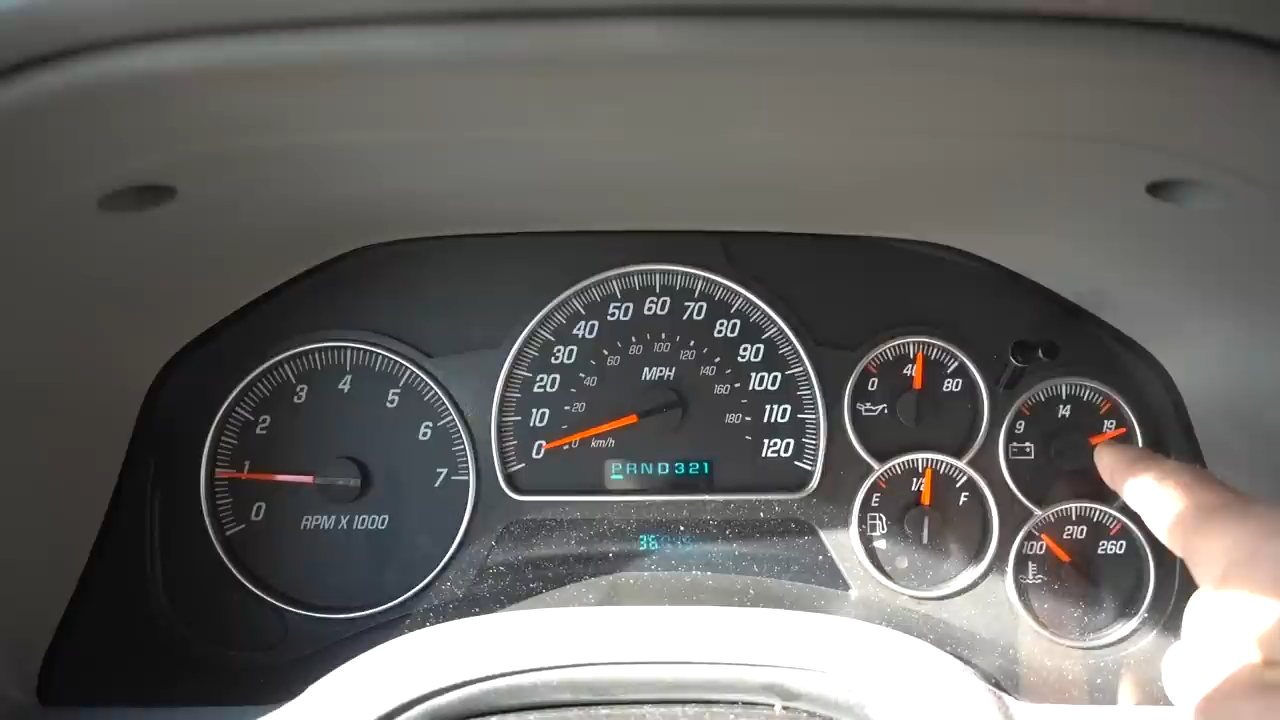 0 1 2 3 4 5 6 7
RPM X 1000
0 10 20 30 40 50 60 70 80 90 100 110 120
MPH
0 20 40 60 80 100 120 140 160 180
km/h
PRND321
0 40 80
E 1/2 F
9 14 19
100 210 260